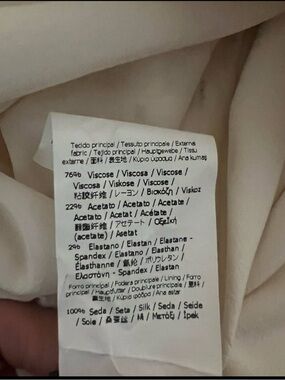 Tecido principal / Tessuto principale / External
fabric / Tejido principal / Hauptgewebe / Tissu
externe / 面料 / 表生地 / Κύριο ύφασμα / Ana kumaş
76% Viscose / Viscose / Viscose /
Viscosa / Viskose / Viscose /
粘胶纤维 / レーヨン / Βισκόζη / Viskoz
22% Acetato / Acetato / Acetate /
Acetato / Acetat / Acétate /
醋酯纤维 / アセテート / Οξεϊκή
(acetate) / Asetat
2% Elastano / Elastan / Elastane -
Spandex / Elastano / Elasthan /
Élasthanne / 氨纶 / ポリウレタン /
Ελαστάνη - Spandex / Elastan
Forro principal / Fodera principale / Lining / Forro
principal / Hauptfutter / Doublure principale / 里料 /
裏生地 / Κύρια φόδρα / Ana astar
100% Seda / Seta / Silk / Seda / Seide
/ Soie / 桑蚕丝 / 絹 / Μετάξι / İpek